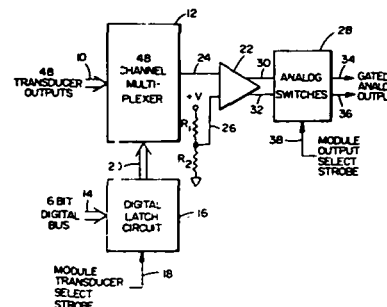 12
10
48
TRANSDUCER
OUTPUTS
48
CHANNEL
MULTI-
PLEXER
24
22
30
32
28
ANALOG
SWITCHES
34
GATED
ANALOG
OUTPUT
36
+V
R1
R2
26
38
MODULE
OUTPUT
SELECT
STROBE
6 BIT
DIGITAL
BUS
14
DIGITAL
LATCH
CIRCUIT
16
MODULE
TRANSDUCER
SELECT
STROBE
18